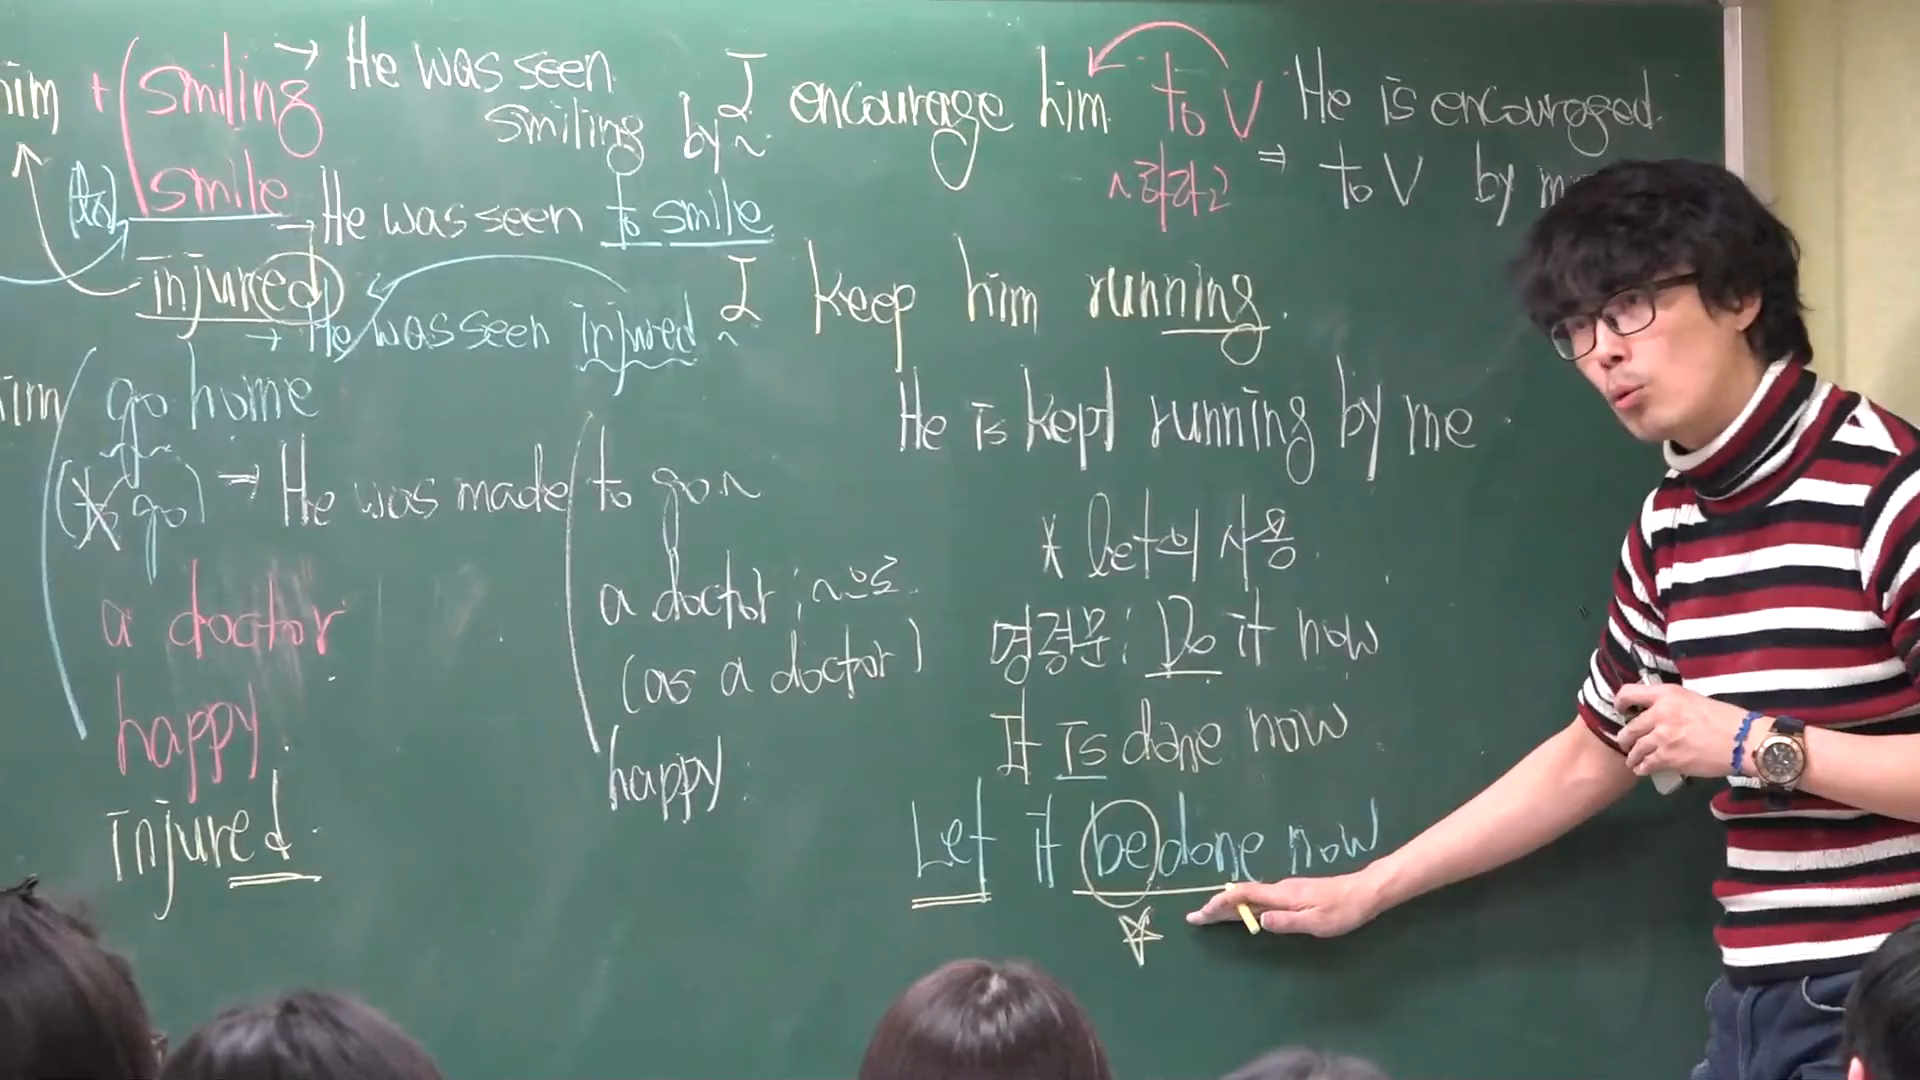 him + smiling → He was seen
smiling by ~
(to) smile → He was seen to smile
injured
→ He was seen injured ~
him go home
(to go) → He was made to go ~
a doctor
happy.
injured.
a doctor ; ~으로
(as a doctor)
happy.
I encourage him to V
~하라고
⇒ He is encouraged
to V by me
I keep him running.
He is kept running by me.
* let의 사용.
명령문: Do it now
It is done now
Let it be done now